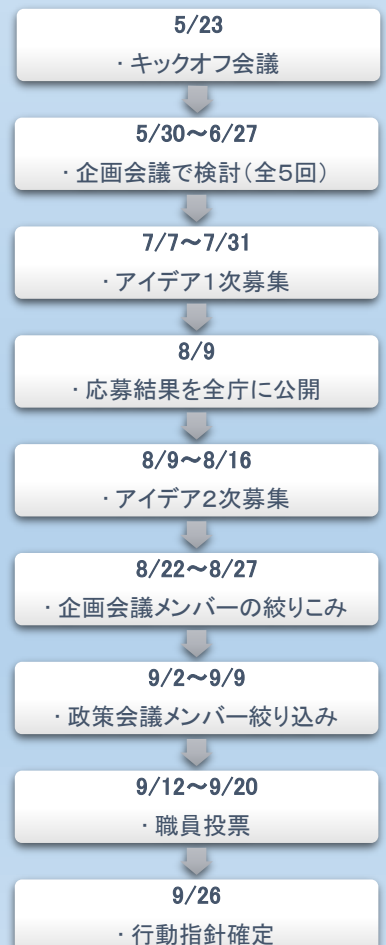 5/23
・キックオフ会議
5/30～6/27
・企画会議で検討（全５回）
7/7～7/31
・アイデア１次募集
8/9
・応募結果を全庁に公開
8/9～8/16
・アイデア２次募集
8/22～8/27
・企画会議メンバーの絞りこみ
9/2～9/9
・政策会議メンバー絞り込み
9/12～9/20
・職員投票
9/26
・行動指針確定